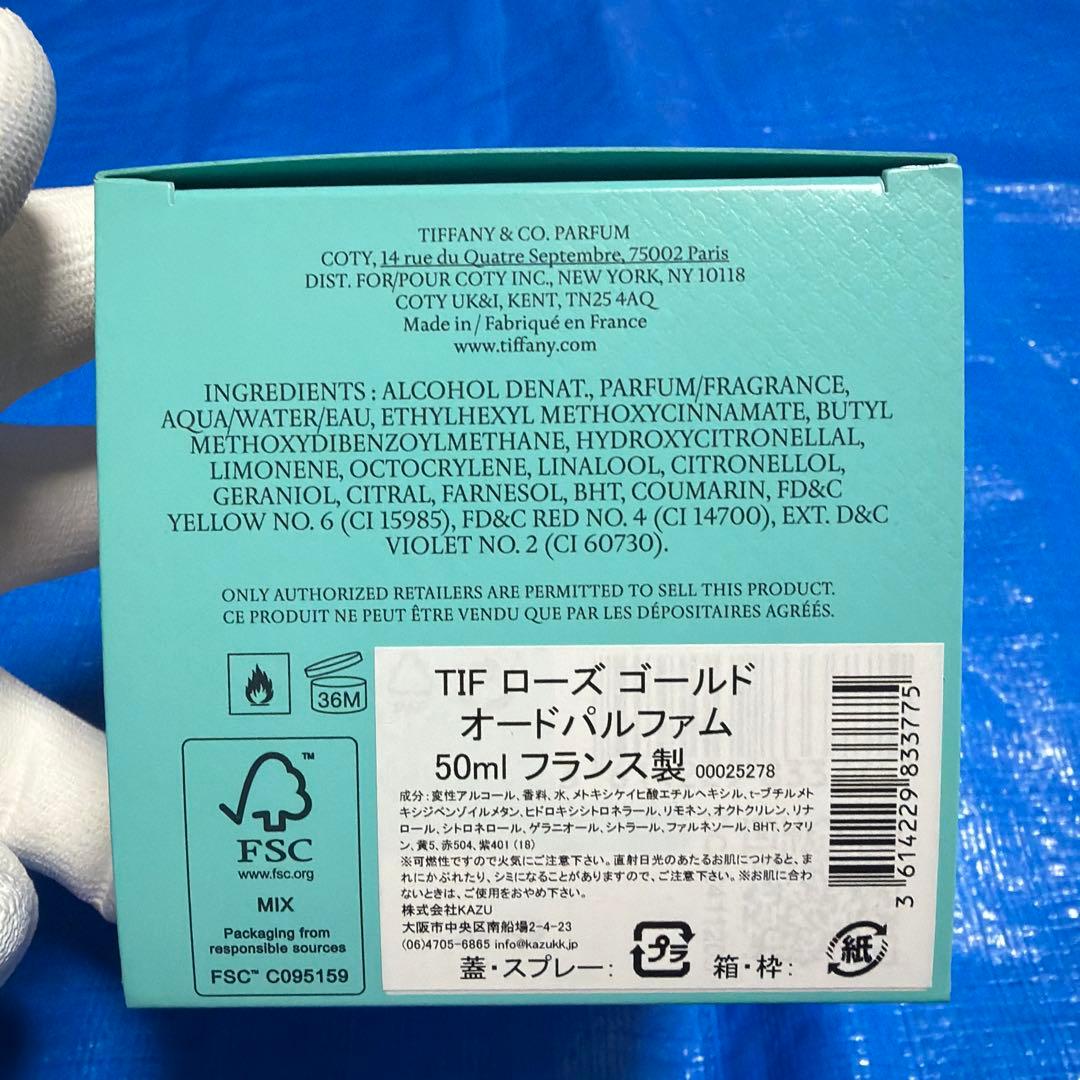 TIFFANY & CO. PARFUM
COTY, 14 rue du Quatre Septembre, 75002 Paris
DIST. FOR/POUR COTY INC., NEW YORK, NY 10118
COTY UK&I, KENT, TN25 4AQ
Made in / Fabriqué en France
www.tiffany.com
INGREDIENTS : ALCOHOL DENAT., PARFUM/FRAGRANCE,
AQUA/WATER/EAU, ETHYLHEXYL METHOXYCINNAMATE, BUTYL
METHOXYDIBENZOYLMETHANE, HYDROXYCITRONELLAL,
LIMONENE, OCTOCRYLENE, LINALOOL, CITRONELLOL,
GERANIOL, CITRAL, FARNESOL, BHT, COUMARIN, FD&C
YELLOW NO. 6 (CI 15985), FD&C RED NO. 4 (CI 14700), EXT. D&C
VIOLET NO. 2 (CI 60730).
ONLY AUTHORIZED RETAILERS ARE PERMITTED TO SELL THIS PRODUCT.
CE PRODUIT NE PEUT ÊTRE VENDU QUE PAR LES DÉPOSITAIRES AGRÉÉS.
36M
FSC
www.fsc.org
MIX
Packaging from
responsible sources
FSC™ C095159
TIF ローズ ゴールド
オードパルファム
50ml フランス製 00025278
成分:変性アルコール、香料、水、メトキシケイヒ酸エチルヘキシル、t-ブチルメト
キシジベンゾイルメタン、ヒドロキシシトロネラール、リモネン、オクトクリレン、リナ
ロール、シトロネロール、ゲラニオール、シトラール、ファルネソール、BHT、クマリ
ン、黄5、赤504、紫401 (18)
※可燃性ですので火気にご注意下さい。直射日光のあたるお肌につけると、ま
れにかぶれたり、シミになることがありますので、ご注意下さい。※お肌に合わ
ないときは、ご使用をおやめ下さい。
株式会社KAZU
大阪市中央区南船場2-4-23
(06)4705-6865 info@kazukk.jp
蓋・スプレー: プラ 箱・枠: 紙
3 614229 833775